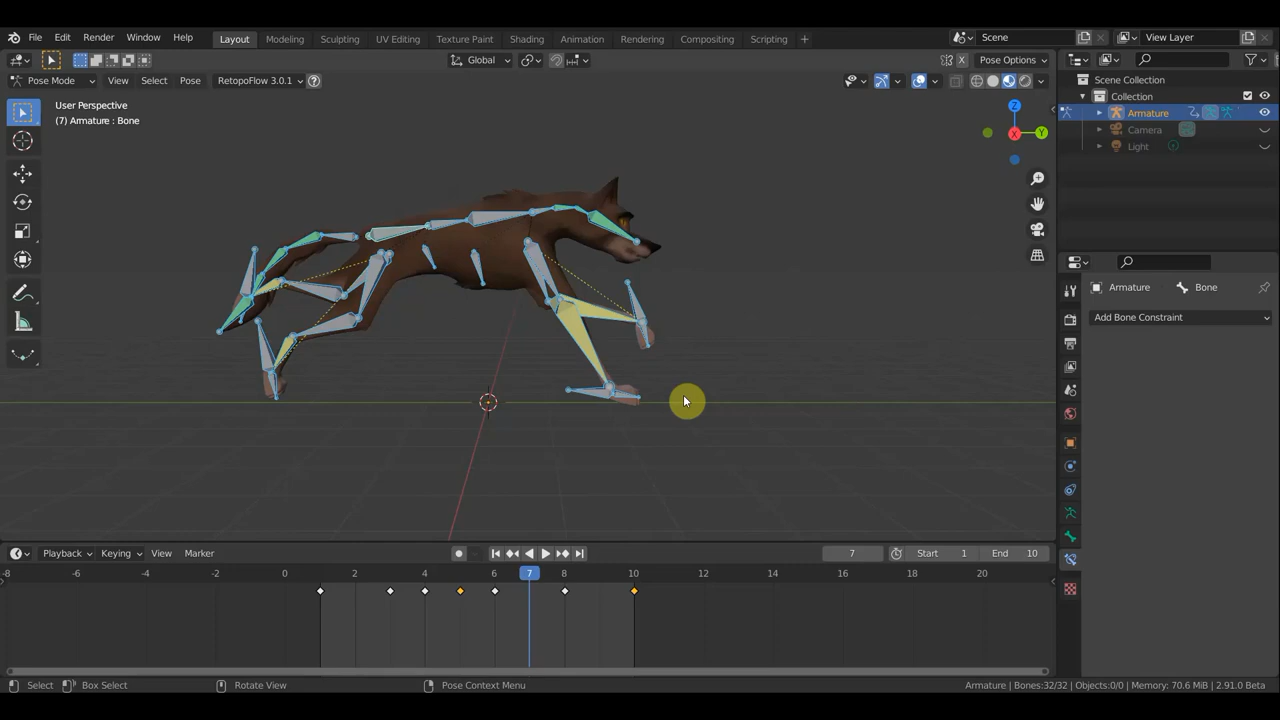 File Edit Render Window Help Layout Modeling Sculpting UV Editing Texture Paint Shading Animation Rendering Compositing Scripting + Scene View Layer
Global Pose Options
Pose Mode View Select Pose RetopoFlow 3.0.1 ?
User Perspective
(7) Armature : Bone
Z
X
Y
Scene Collection
Collection
Armature
Camera
Light
Armature Bone
Add Bone Constraint
Playback Keying View Marker 7 Start 1 End 10
-8 -6 -4 -2 0 2 4 6 7 8 10 12 14 16 18 20
Select Box Select Rotate View Pose Context Menu Armature | Bones:32/32 | Objects:0/0 | Memory: 70.6 MiB | 2.91.0 Beta